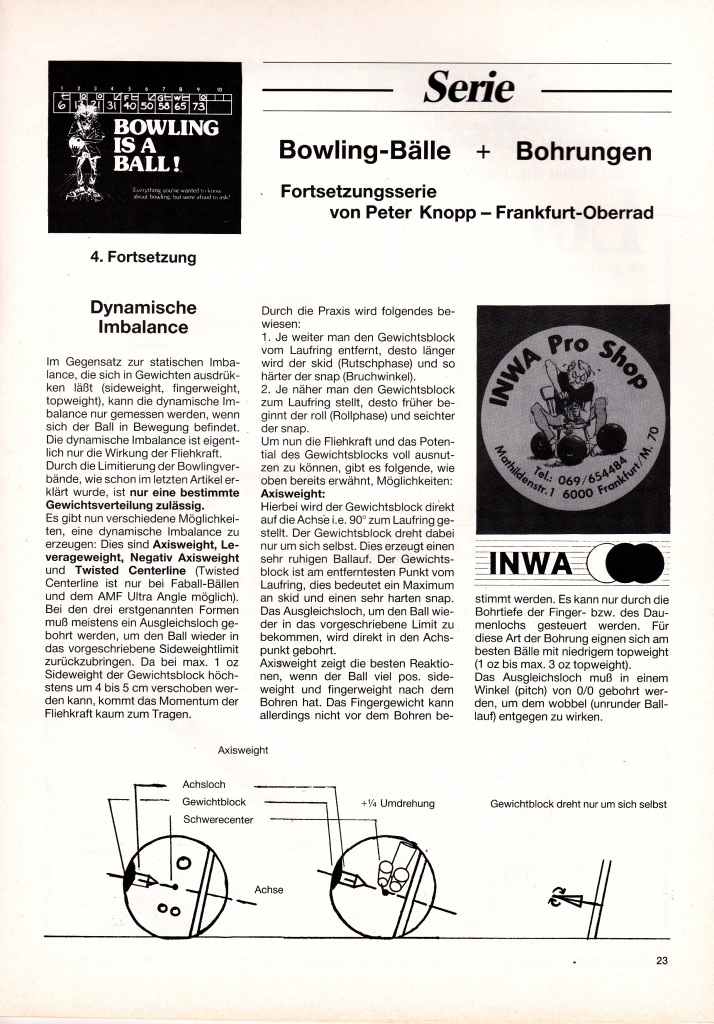 1 2 3 4 5 6 7 8 9 10
31 40 50 58 65 73
BOWLING
IS A
BALL!
Everything you've wanted to know
about bowling, but were afraid to ask!
Serie
Bowling-Bälle + Bohrungen
Fortsetzungsserie
von Peter Knopp – Frankfurt-Oberrad
4. Fortsetzung
Dynamische
Imbalance
Im Gegensatz zur statischen Imba-
lance, die sich in Gewichten ausdrük-
ken läßt (sideweight, fingerweight,
topweight), kann die dynamische Im-
balance nur gemessen werden, wenn
sich der Ball in Bewegung befindet.
Die dynamische Imbalance ist eigent-
lich nur die Wirkung der Fliehkraft.
Durch die Limitierung der Bowlingver-
bände, wie schon im letzten Artikel er-
klärt wurde, ist nur eine bestimmte
Gewichtsverteilung zulässig.
Es gibt nun verschiedene Möglichkei-
ten, eine dynamische Imbalance zu
erzeugen: Dies sind Axisweight, Le-
verageweight, Negativ Axisweight
und Twisted Centerline (Twisted
Centerline ist nur bei Faball-Bällen
und dem AMF Ultra Angle möglich).
Bei den drei erstgenannten Formen
muß meistens ein Ausgleichsloch ge-
bohrt werden, um den Ball wieder in
das vorgeschriebene Sideweightlimit
zurückzubringen. Da bei max. 1 oz
Sideweight der Gewichtsblock höch-
stens um 4 bis 5 cm verschoben wer-
den kann, kommt das Momentum der
Fliehkraft kaum zum Tragen.
Durch die Praxis wird folgendes be-
wiesen:
1. Je weiter man den Gewichtsblock
vom Laufring entfernt, desto länger
wird der skid (Rutschphase) und so
härter der snap (Bruchwinkel).
2. Je näher man den Gewichtsblock
zum Laufring stellt, desto früher be-
ginnt der roll (Rollphase) und seichter
der snap.
Um nun die Fliehkraft und das Poten-
tial des Gewichtsblocks voll ausnut-
zen zu können, gibt es folgende, wie
oben bereits erwähnt, Möglichkeiten:
Axisweight:
Hierbei wird der Gewichtsblock direkt
auf die Achse i.e. 90° zum Laufring ge-
stellt. Der Gewichtsblock dreht dabei
nur um sich selbst. Dies erzeugt einen
sehr ruhigen Ballauf. Der Gewichts-
block ist am entferntesten Punkt vom
Laufring, dies bedeutet ein Maximum
an skid und einen sehr harten snap.
Das Ausgleichsloch, um den Ball wie-
der in das vorgeschriebene Limit zu
bekommen, wird direkt in den Achs-
punkt gebohrt.
Axisweight zeigt die besten Reaktio-
nen, wenn der Ball viel pos. side-
weight und fingerweight nach dem
Bohren hat. Das Fingergewicht kann
allerdings nicht vor dem Bohren be-
INWA Pro Shop
Tel.: 069/654484
Mathildenstr. 1 6000 Frankfurt/M. 70
INWA
stimmt werden. Es kann nur durch die
Bohrtiefe der Finger- bzw. des Dau-
menlochs gesteuert werden. Für
diese Art der Bohrung eignen sich am
besten Bälle mit niedrigem topweight
(1 oz bis max. 3 oz topweight).
Das Ausgleichsloch muß in einem
Winkel (pitch) von 0/0 gebohrt wer-
den, um dem wobbel (unrunder Ball-
lauf) entgegen zu wirken.
Axisweight
Achsloch
Gewichtblock
Schwerecenter
+¼ Umdrehung
Gewichtblock dreht nur um sich selbst
Achse
23